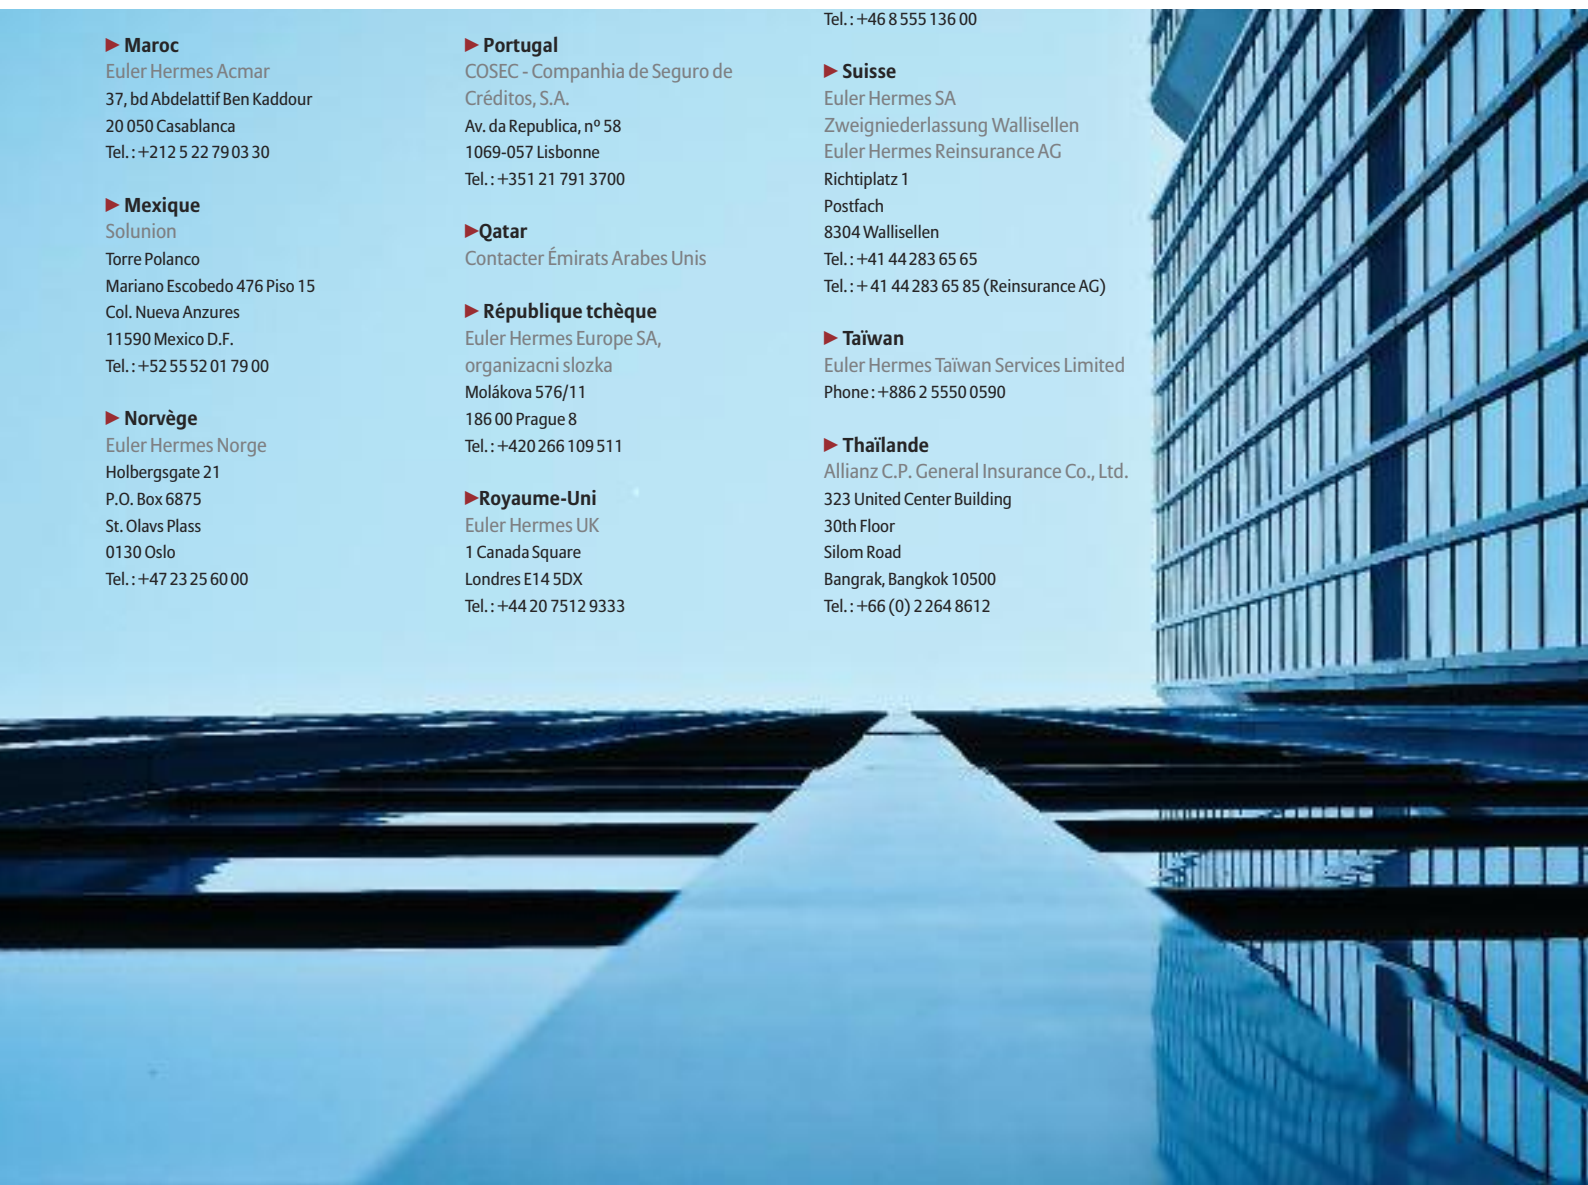 ▶ Maroc
Euler Hermes Acmar
37, bd Abdelattif Ben Kaddour
20 050 Casablanca
Tel. : +212 5 22 79 03 30
▶ Mexique
Solunion
Torre Polanco
Mariano Escobedo 476 Piso 15
Col. Nueva Anzures
11590 Mexico D.F.
Tel. : +52 55 52 01 79 00
▶ Norvège
Euler Hermes Norge
Holbergsgate 21
P.O. Box 6875
St. Olavs Plass
0130 Oslo
Tel. : +47 23 25 60 00
▶ Portugal
COSEC - Companhia de Seguro de
Créditos, S.A.
Av. da Republica, nº 58
1069-057 Lisbonne
Tel. : +351 21 791 3700
▶Qatar
Contacter Émirats Arabes Unis
▶ République tchèque
Euler Hermes Europe SA,
organizacni slozka
Molákova 576/11
186 00 Prague 8
Tel. : +420 266 109 511
▶Royaume-Uni
Euler Hermes UK
1 Canada Square
Londres E14 5DX
Tel. : +44 20 7512 9333
Tel. : +46 8 555 136 00
▶ Suisse
Euler Hermes SA
Zweigniederlassung Wallisellen
Euler Hermes Reinsurance AG
Richtiplatz 1
Postfach
8304 Wallisellen
Tel. : +41 44 283 65 65
Tel. : + 41 44 283 65 85 (Reinsurance AG)
▶ Taïwan
Euler Hermes Taïwan Services Limited
Phone : +886 2 5550 0590
▶ Thaïlande
Allianz C.P. General Insurance Co., Ltd.
323 United Center Building
30th Floor
Silom Road
Bangrak, Bangkok 10500
Tel. : +66 (0) 2 264 8612